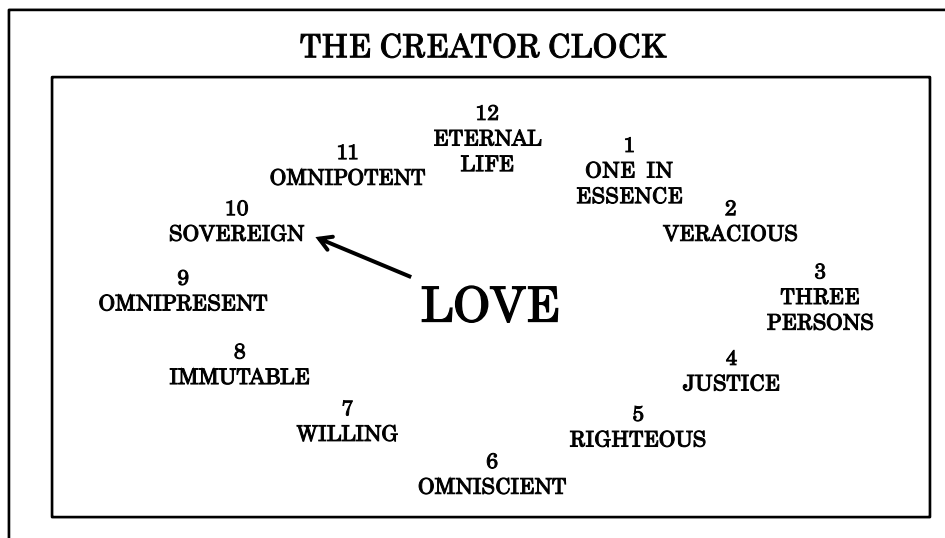 THE CREATOR CLOCK
12
ETERNAL
LIFE
1
ONE IN
ESSENCE
2
VERACIOUS
3
THREE
PERSONS
4
JUSTICE
5
RIGHTEOUS
6
OMNISCIENT
7
WILLING
8
IMMUTABLE
9
OMNIPRESENT
10
SOVEREIGN
11
OMNIPOTENT
LOVE